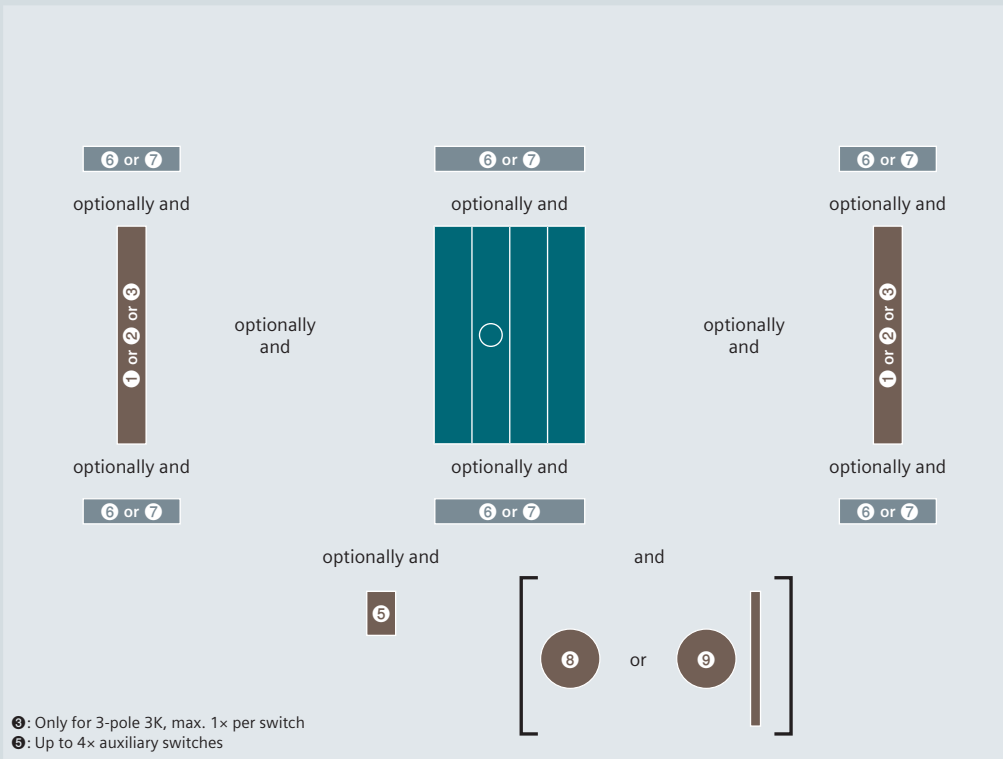 ❻ or ❼ ❻ or ❼ ❻ or ❼
optionally and optionally and optionally and
❶ or ❷ or ❸
optionally
and
optionally
and
❶ or ❷ or ❸
optionally and optionally and optionally and
❻ or ❼ ❻ or ❼ ❻ or ❼
optionally and and
❺
❽ or ❾
❸: Only for 3-pole 3K, max. 1× per switch
❺: Up to 4× auxiliary switches